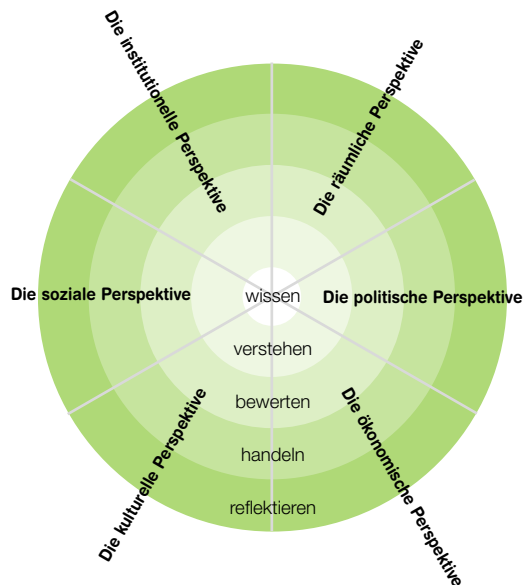 Die institutionelle Perspektive
Die räumliche Perspektive
Die soziale Perspektive
wissen
Die politische Perspektive
verstehen
bewerten
handeln
reflektieren
Die kulturelle Perspektive
Die ökonomische Perspektive